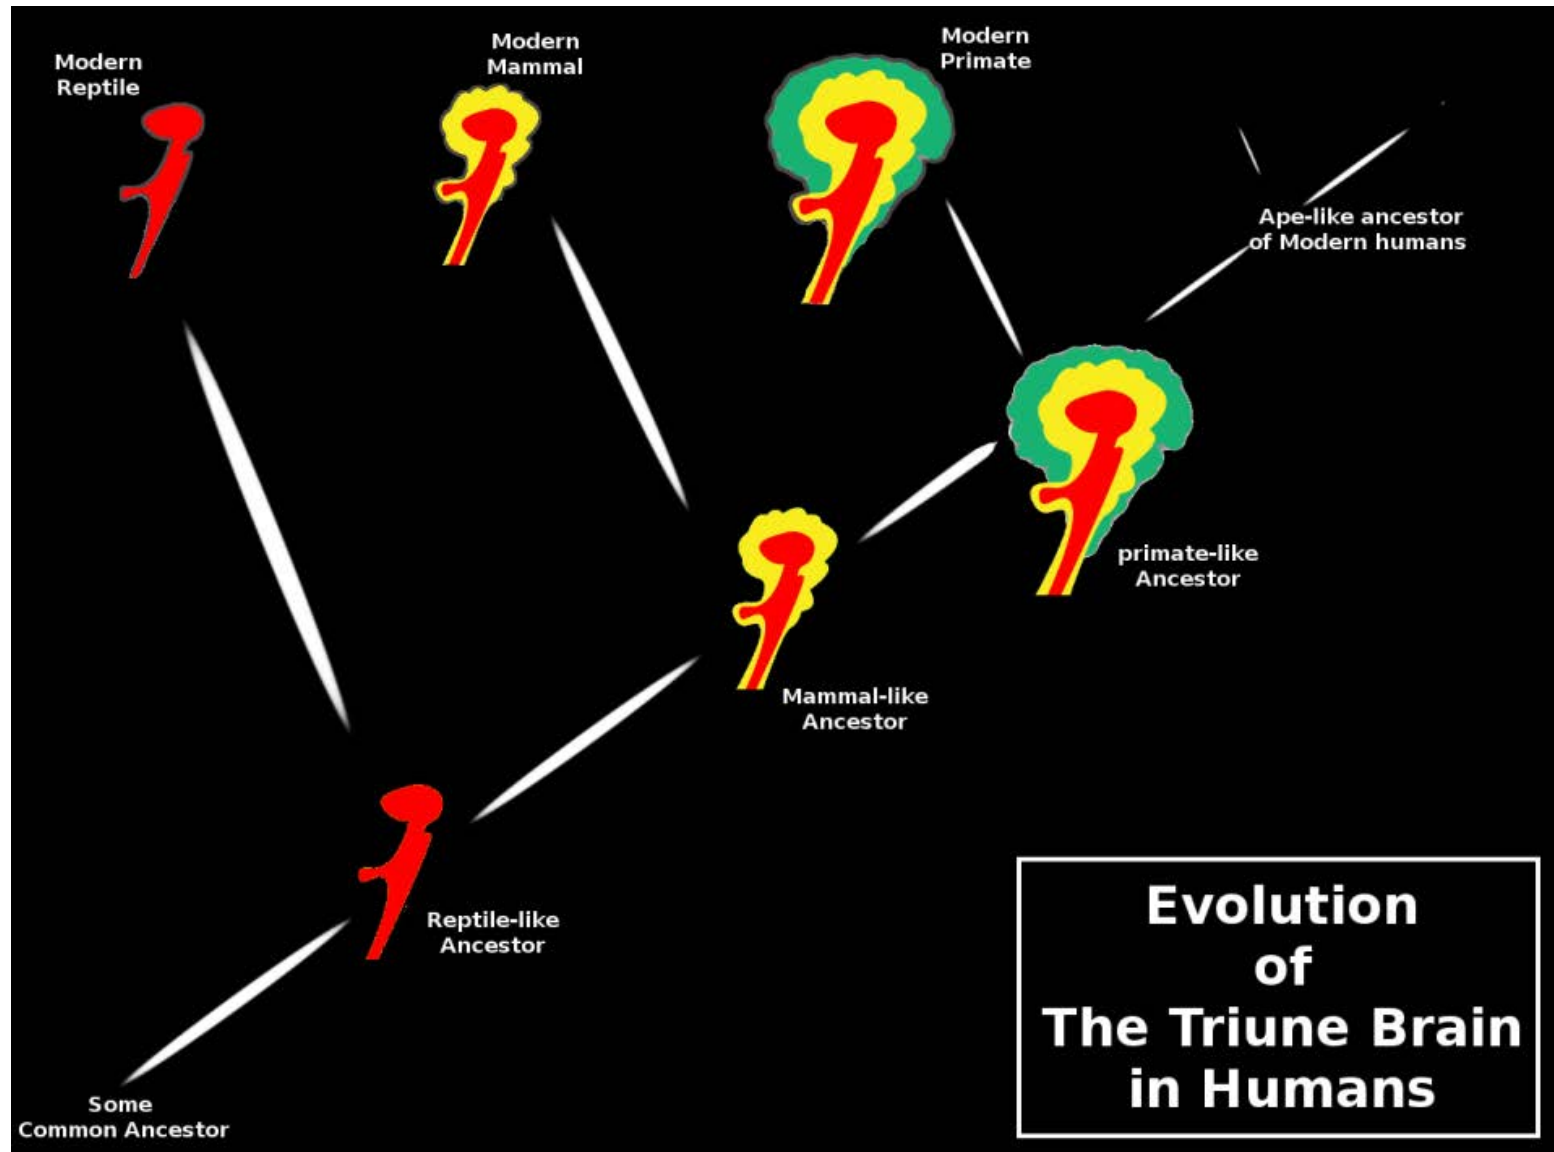 Modern
Reptile
Modern
Mammal
Modern
Primate
Ape-like ancestor
of Modern humans
primate-like
Ancestor
Mammal-like
Ancestor
Reptile-like
Ancestor
Some
Common Ancestor
Evolution
of
The Triune Brain
in Humans